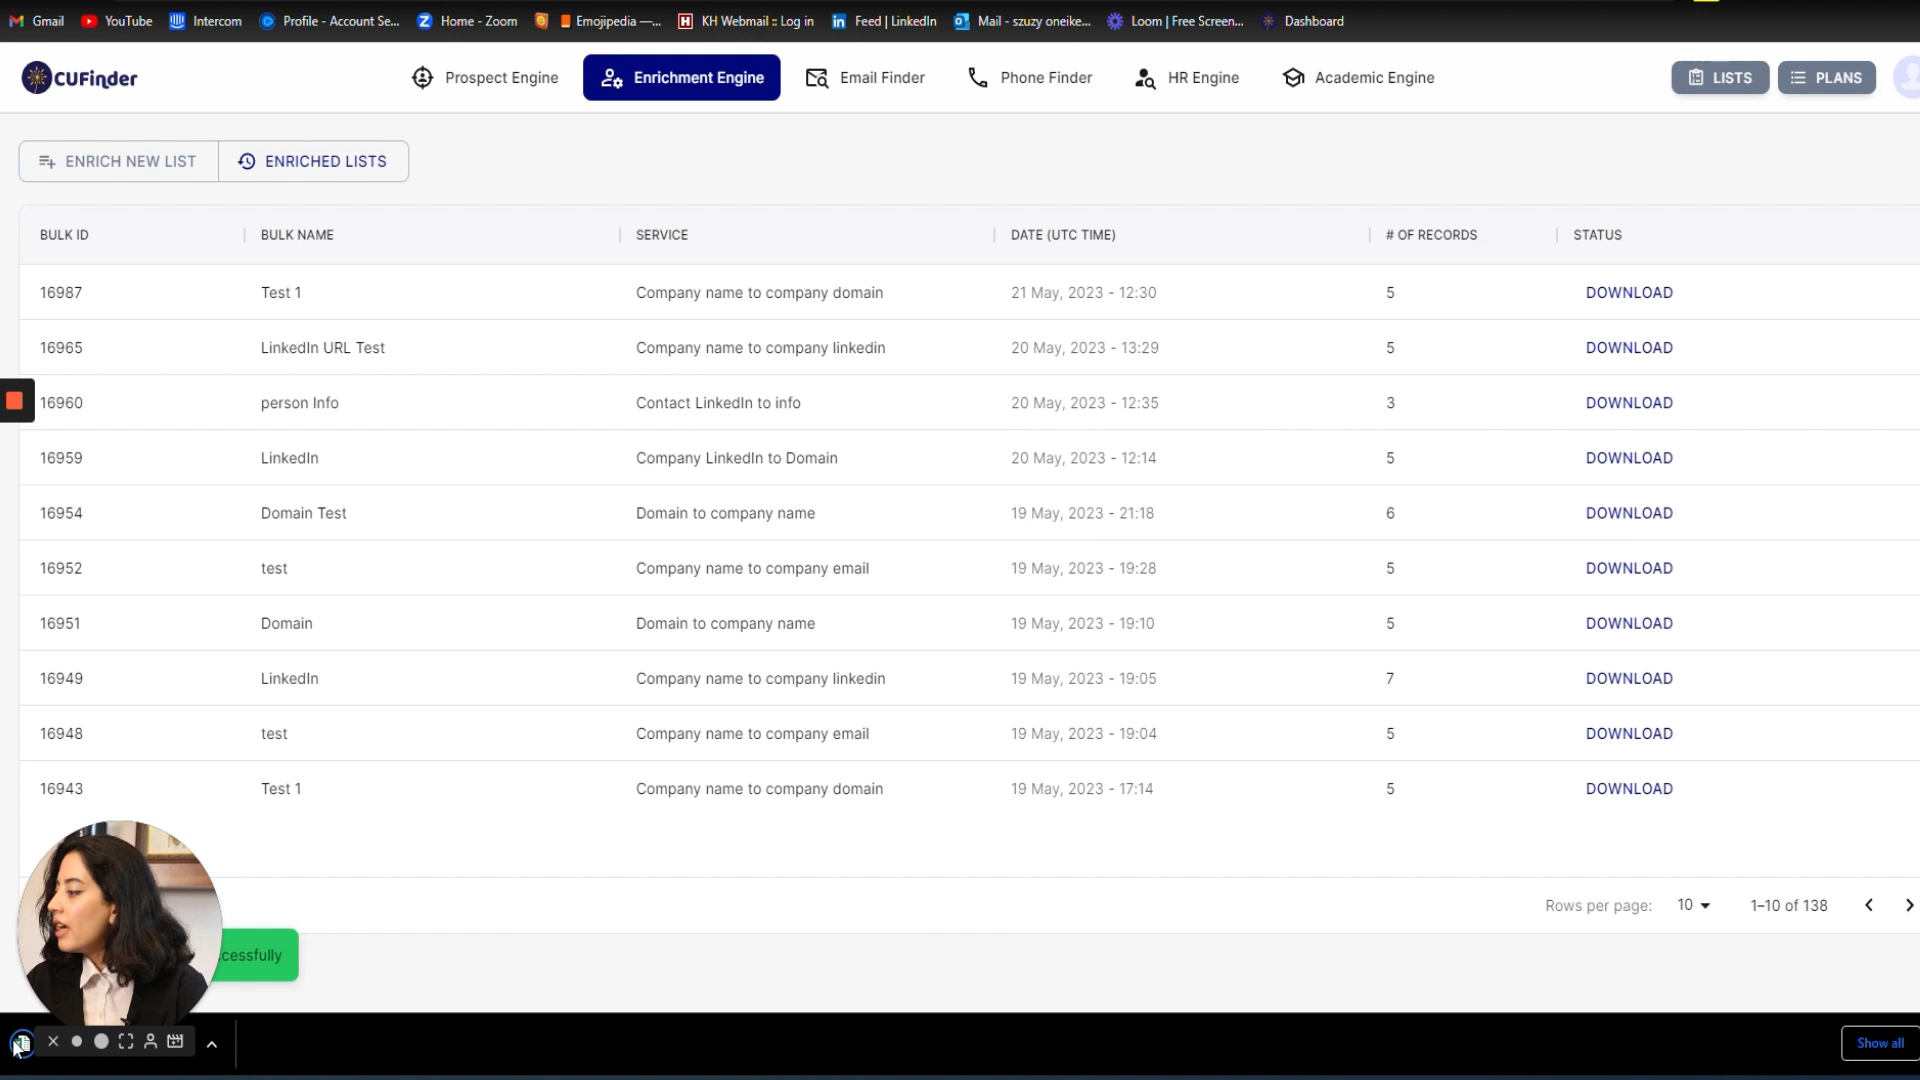 Gmail YouTube Intercom Profile - Account Se... Home - Zoom Emojipedia —... KH Webmail :: Log in Feed | LinkedIn Mail - szuzy oneike... Loom | Free Screen... Dashboard
CUFinder Prospect Engine Enrichment Engine Email Finder Phone Finder HR Engine Academic Engine LISTS PLANS
ENRICH NEW LIST ENRICHED LISTS
BULK ID BULK NAME SERVICE DATE (UTC TIME) # OF RECORDS STATUS
16987 Test 1 Company name to company domain 21 May, 2023 - 12:30 5 DOWNLOAD
16965 LinkedIn URL Test Company name to company linkedin 20 May, 2023 - 13:29 5 DOWNLOAD
16960 person Info Contact LinkedIn to info 20 May, 2023 - 12:35 3 DOWNLOAD
16959 LinkedIn Company LinkedIn to Domain 20 May, 2023 - 12:14 5 DOWNLOAD
16954 Domain Test Domain to company name 19 May, 2023 - 21:18 6 DOWNLOAD
16952 test Company name to company email 19 May, 2023 - 19:28 5 DOWNLOAD
16951 Domain Domain to company name 19 May, 2023 - 19:10 5 DOWNLOAD
16949 LinkedIn Company name to company linkedin 19 May, 2023 - 19:05 7 DOWNLOAD
16948 test Company name to company email 19 May, 2023 - 19:04 5 DOWNLOAD
16943 Test 1 Company name to company domain 19 May, 2023 - 17:14 5 DOWNLOAD
Rows per page: 10 1–10 of 138
cessfully
Show all